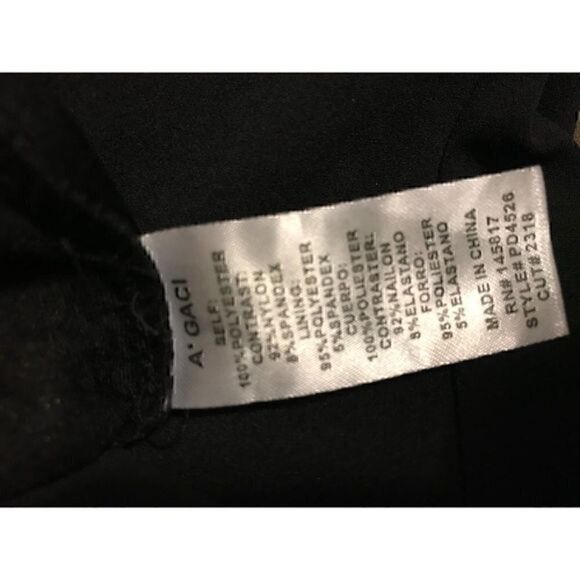 A'GACI
SELF:
100%POLYESTER
CONTRAST:
92%NYLON
8%SPANDEX
LINING:
95%POLYESTER
5%SPANDEX
CUERPO:
100%POLIESTER
CONTRASTER:
92%NAILON
8%ELASTANO
FORRO:
95%POLIESTER
5%ELASTANO
MADE IN CHINA
RN# 145817
STYLE# PD4526
CUT#2318